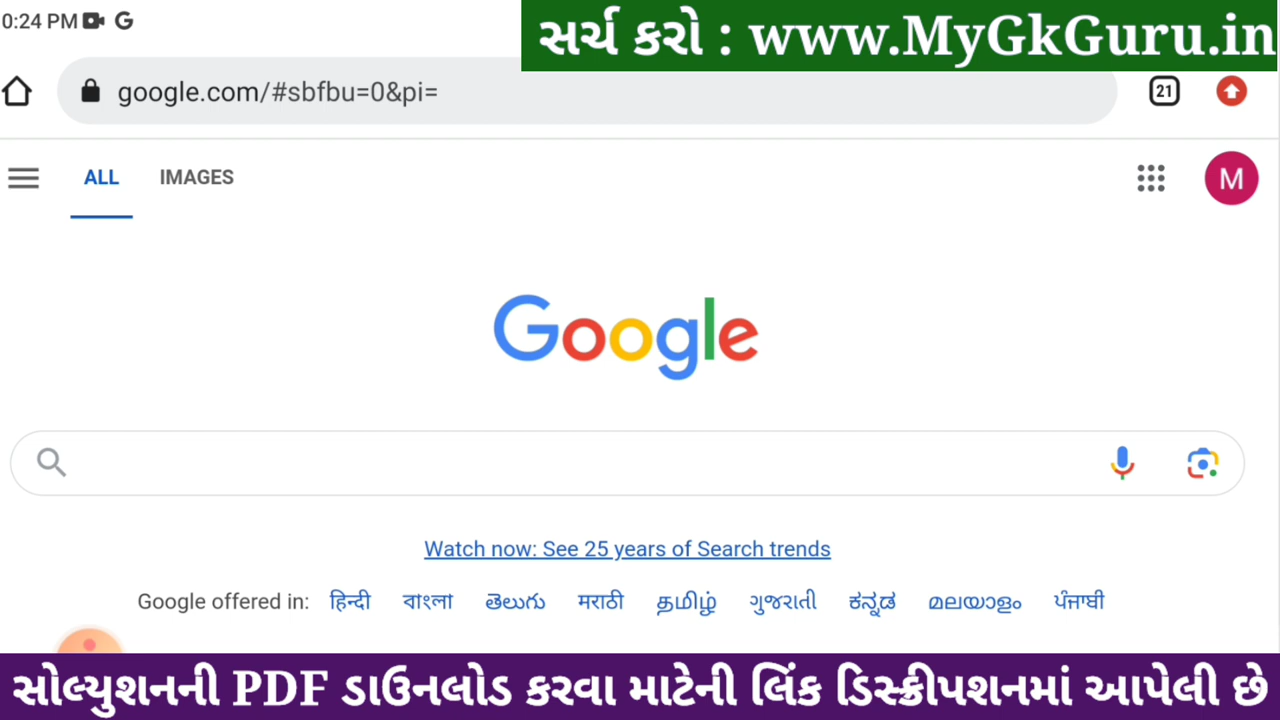 0:24 PM
સર્ચ કરો : www.MyGkGuru.in
google.com/#sbfbu=0&pi=
21
ALL IMAGES
M
Google
Watch now: See 25 years of Search trends
Google offered in: हिन्दी বাংলা తెలుగు मराठी தமிழ் ગુજરાતી ಕನ್ನಡ മലയാളം ਪੰਜਾਬੀ
સોલ્યુશનની PDF ડાઉનલોડ કરવા માટેની લિંક ડિસ્ક્રીપશનમાં આપેલી છે